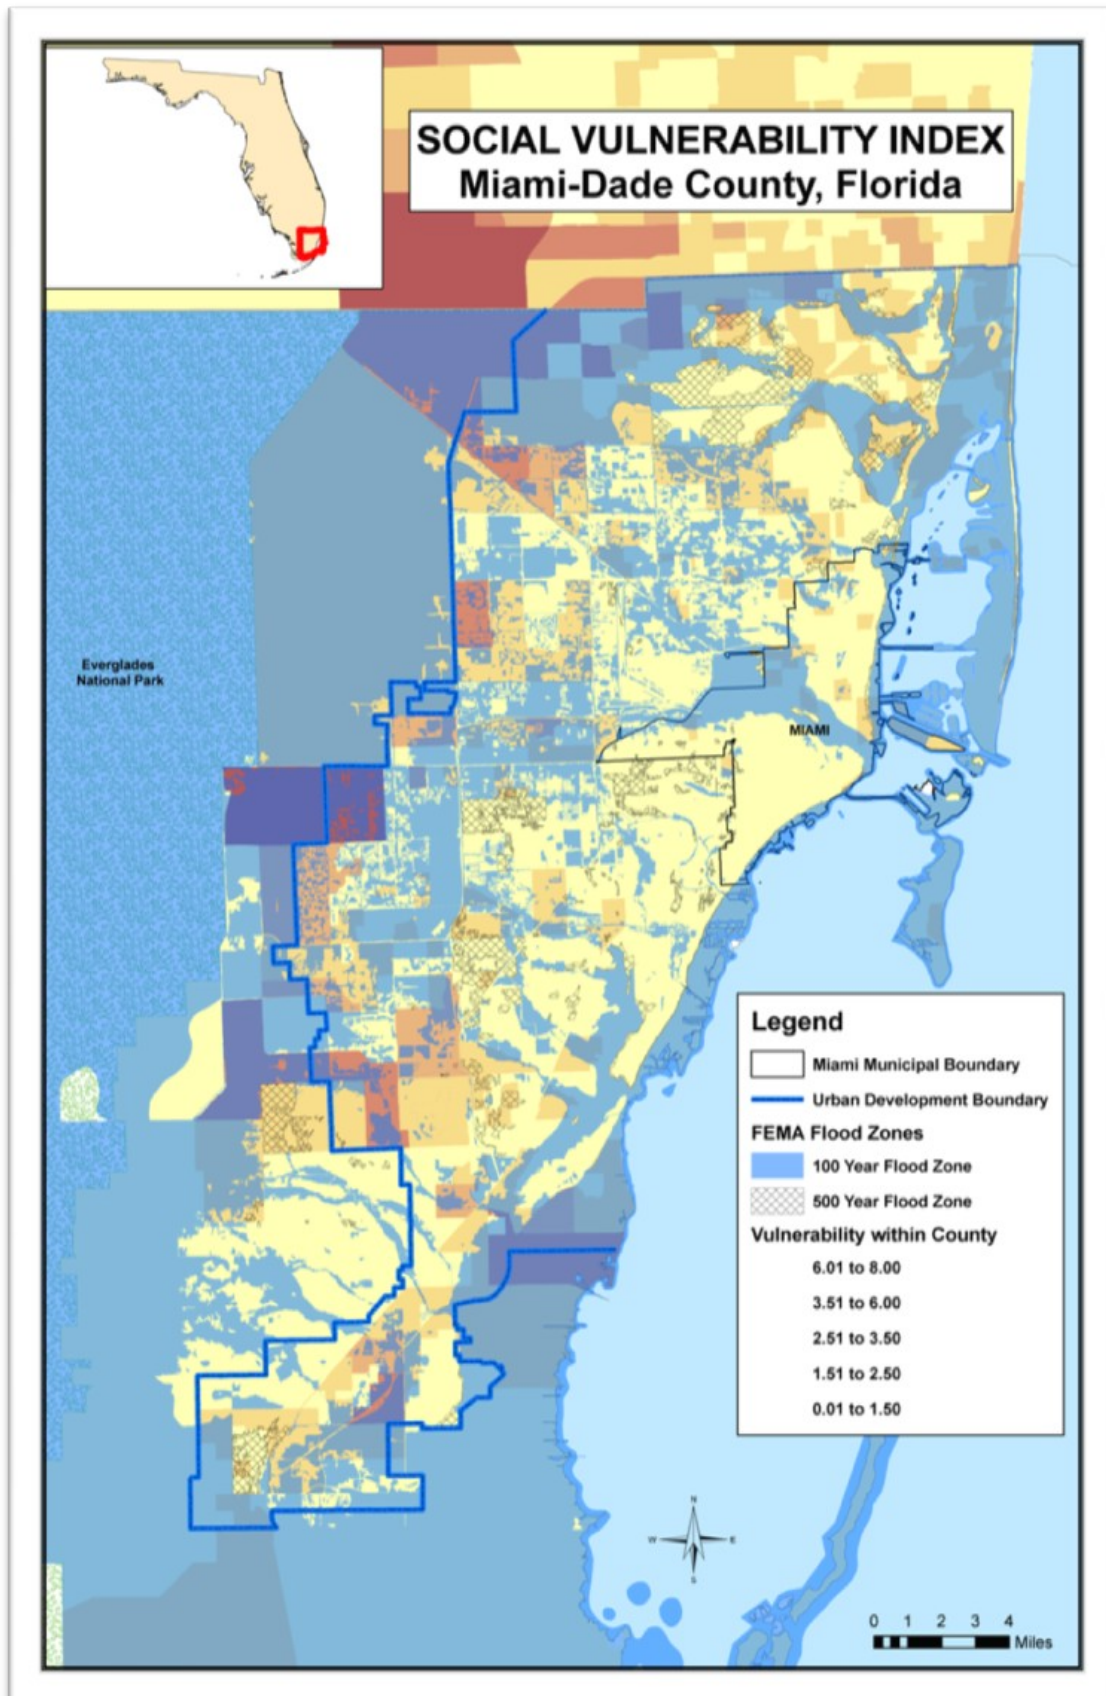 SOCIAL VULNERABILITY INDEX
Miami-Dade County, Florida
Everglades
National Park
MIAMI
Legend
Miami Municipal Boundary
Urban Development Boundary
FEMA Flood Zones
100 Year Flood Zone
500 Year Flood Zone
Vulnerability within County
6.01 to 8.00
3.51 to 6.00
2.51 to 3.50
1.51 to 2.50
0.01 to 1.50
N
W E
S
0 1 2 3 4
Miles